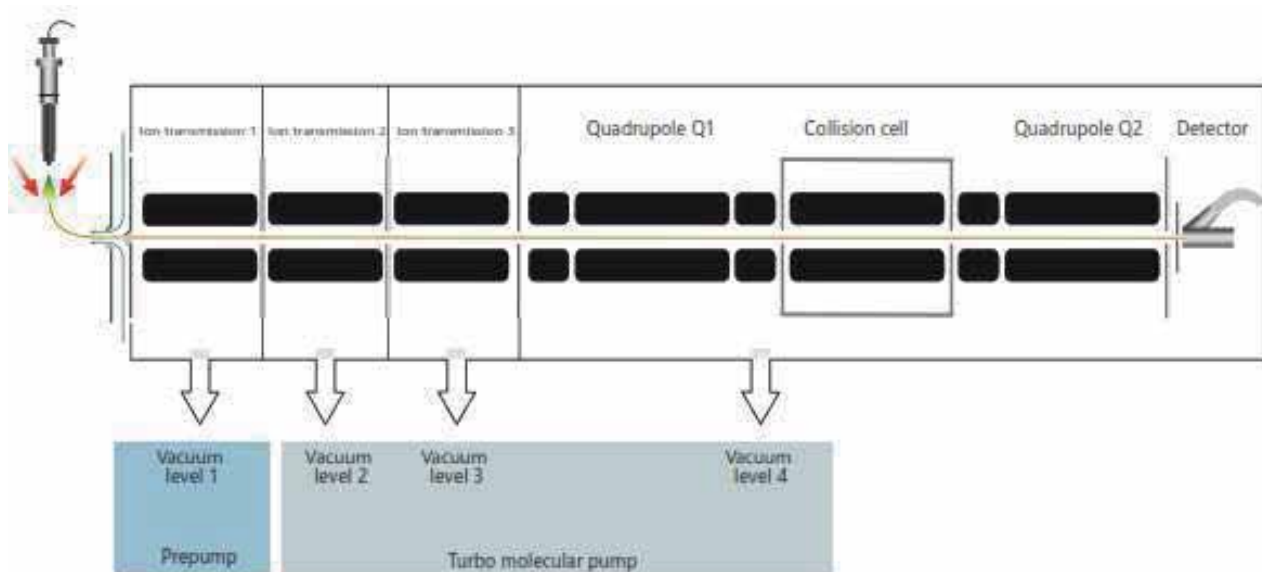 Ion transmission 1
Ion transmission 2
Ion transmission 3
Quadrupole Q1
Collision cell
Quadrupole Q2
Detector
Vacuum
level 1
Vacuum
level 2
Vacuum
level 3
Vacuum
level 4
Prepump
Turbo molecular pump